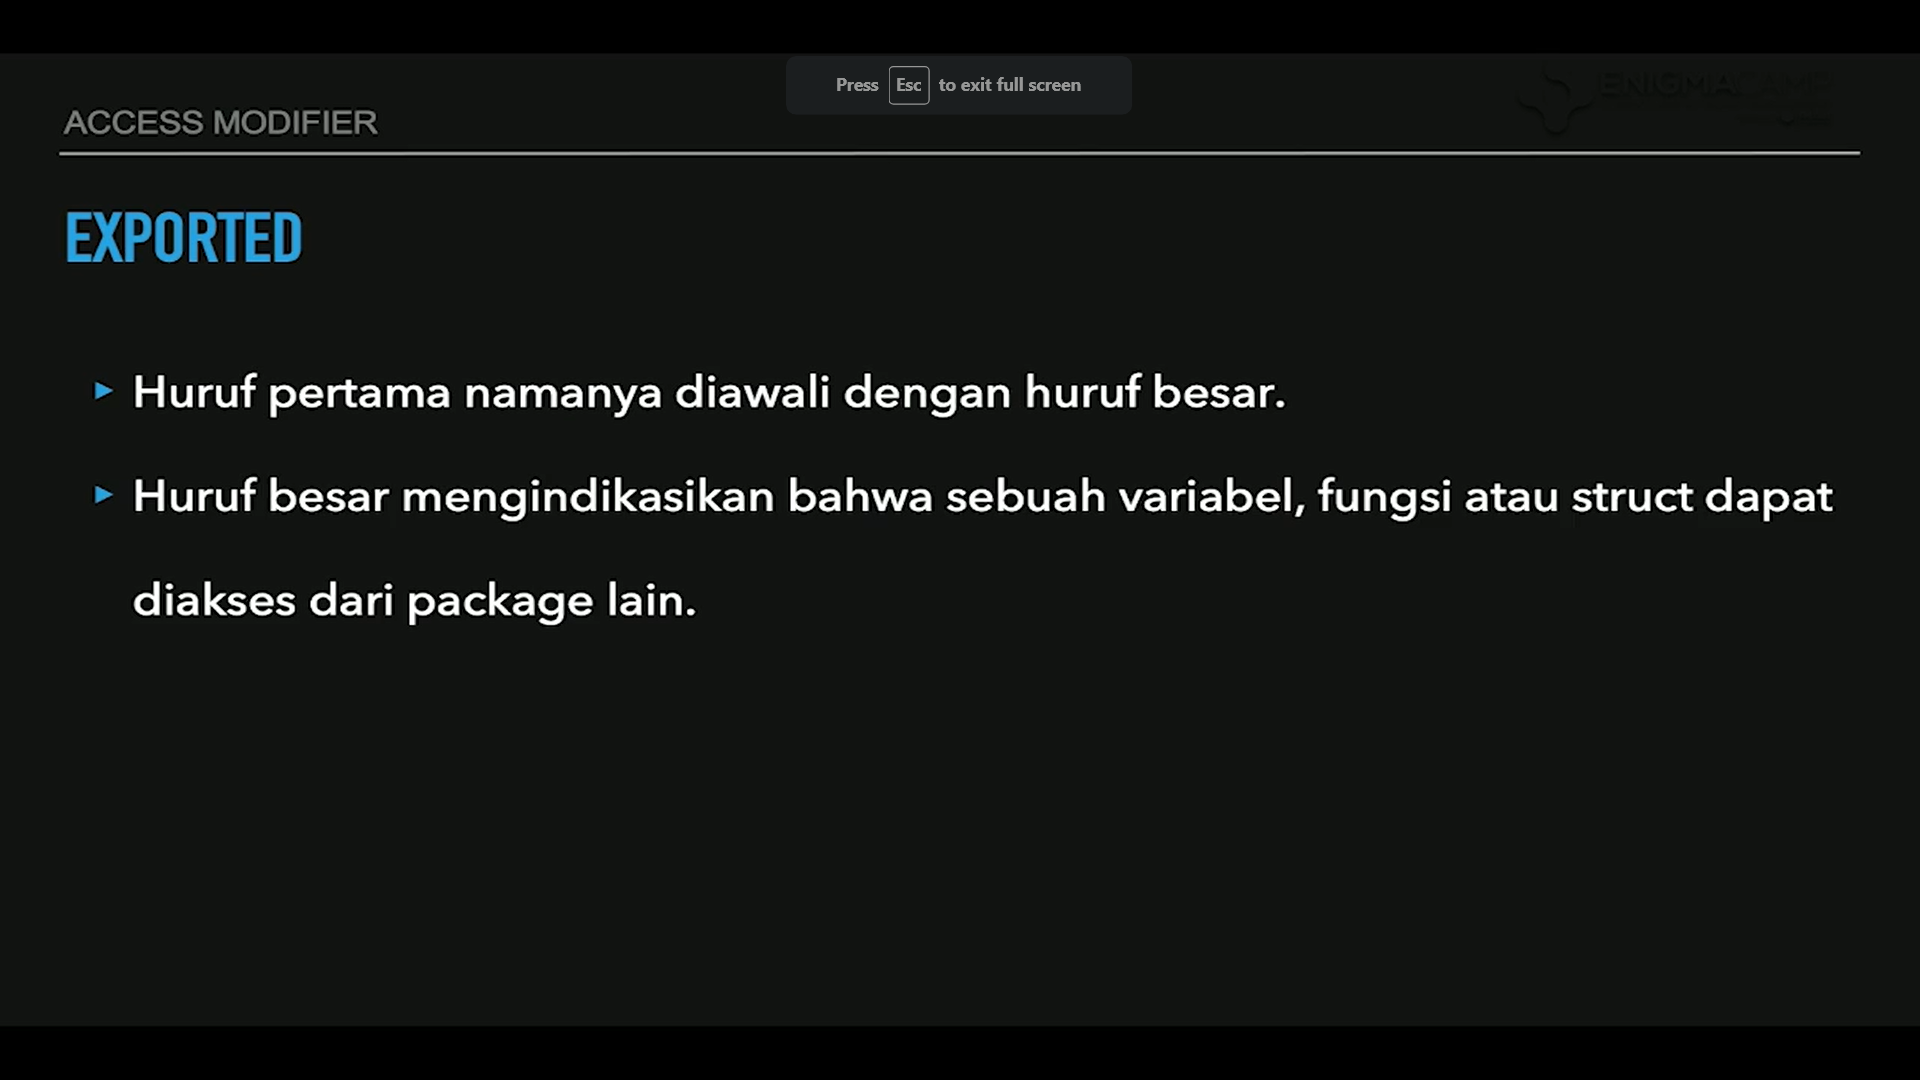 Press Esc to exit full screen
ENIGMACAMP
ACCESS MODIFIER
EXPORTED
Huruf pertama namanya diawali dengan huruf besar.
Huruf besar mengindikasikan bahwa sebuah variabel, fungsi atau struct dapat
diakses dari package lain.